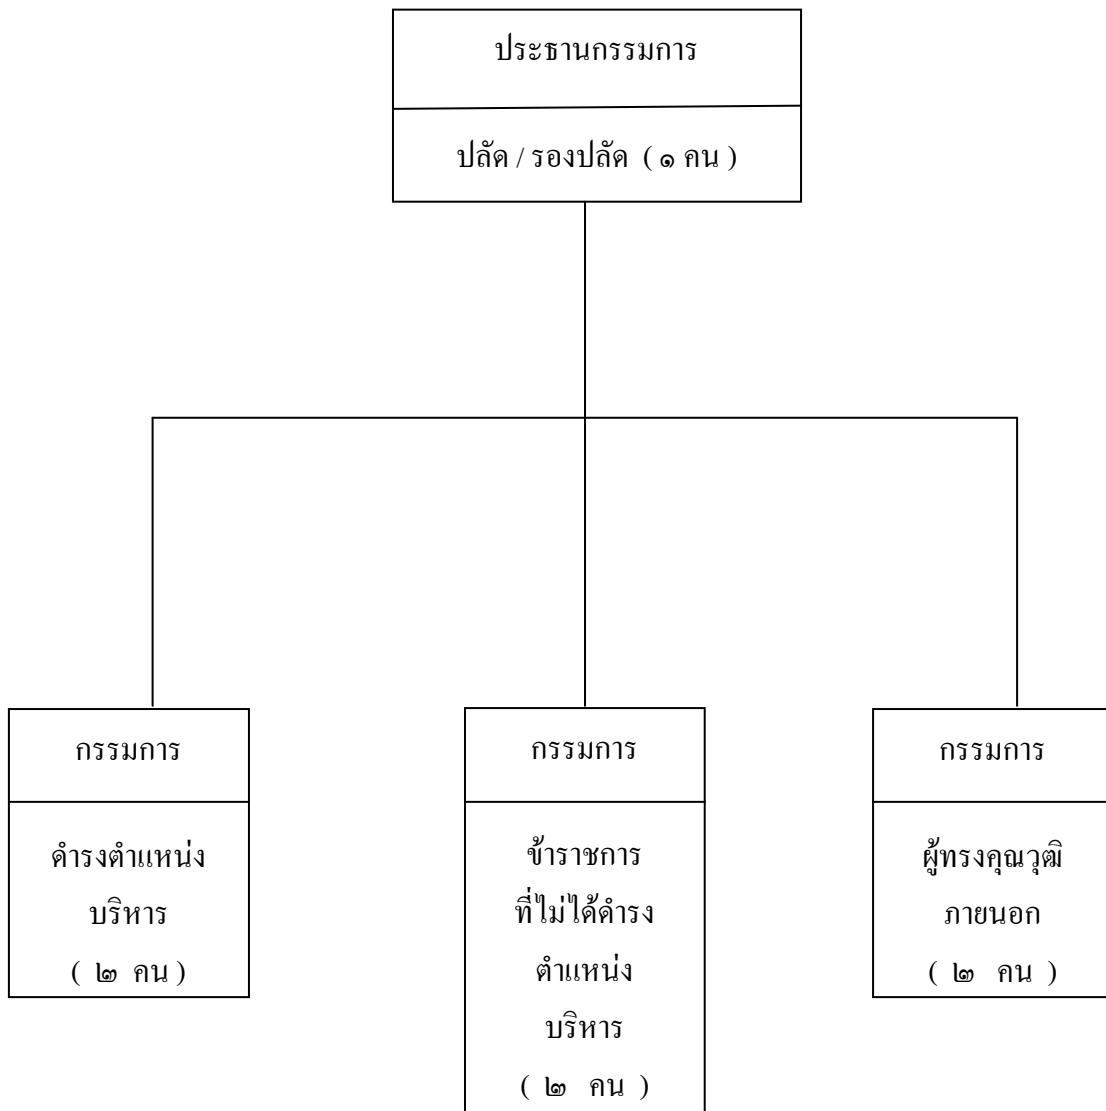 ประธานกรรมการ
ปลัด / รองปลัด ( ๑ คน )
กรรมการ
ดำรงตำแหน่ง
บริหาร
( ๒ คน )
กรรมการ
ข้าราชการ
ที่ไม่ได้ดำรง
ตำแหน่ง
บริหาร
( ๒ คน )
กรรมการ
ผู้ทรงคุณวุฒิ
ภายนอก
( ๒ คน )